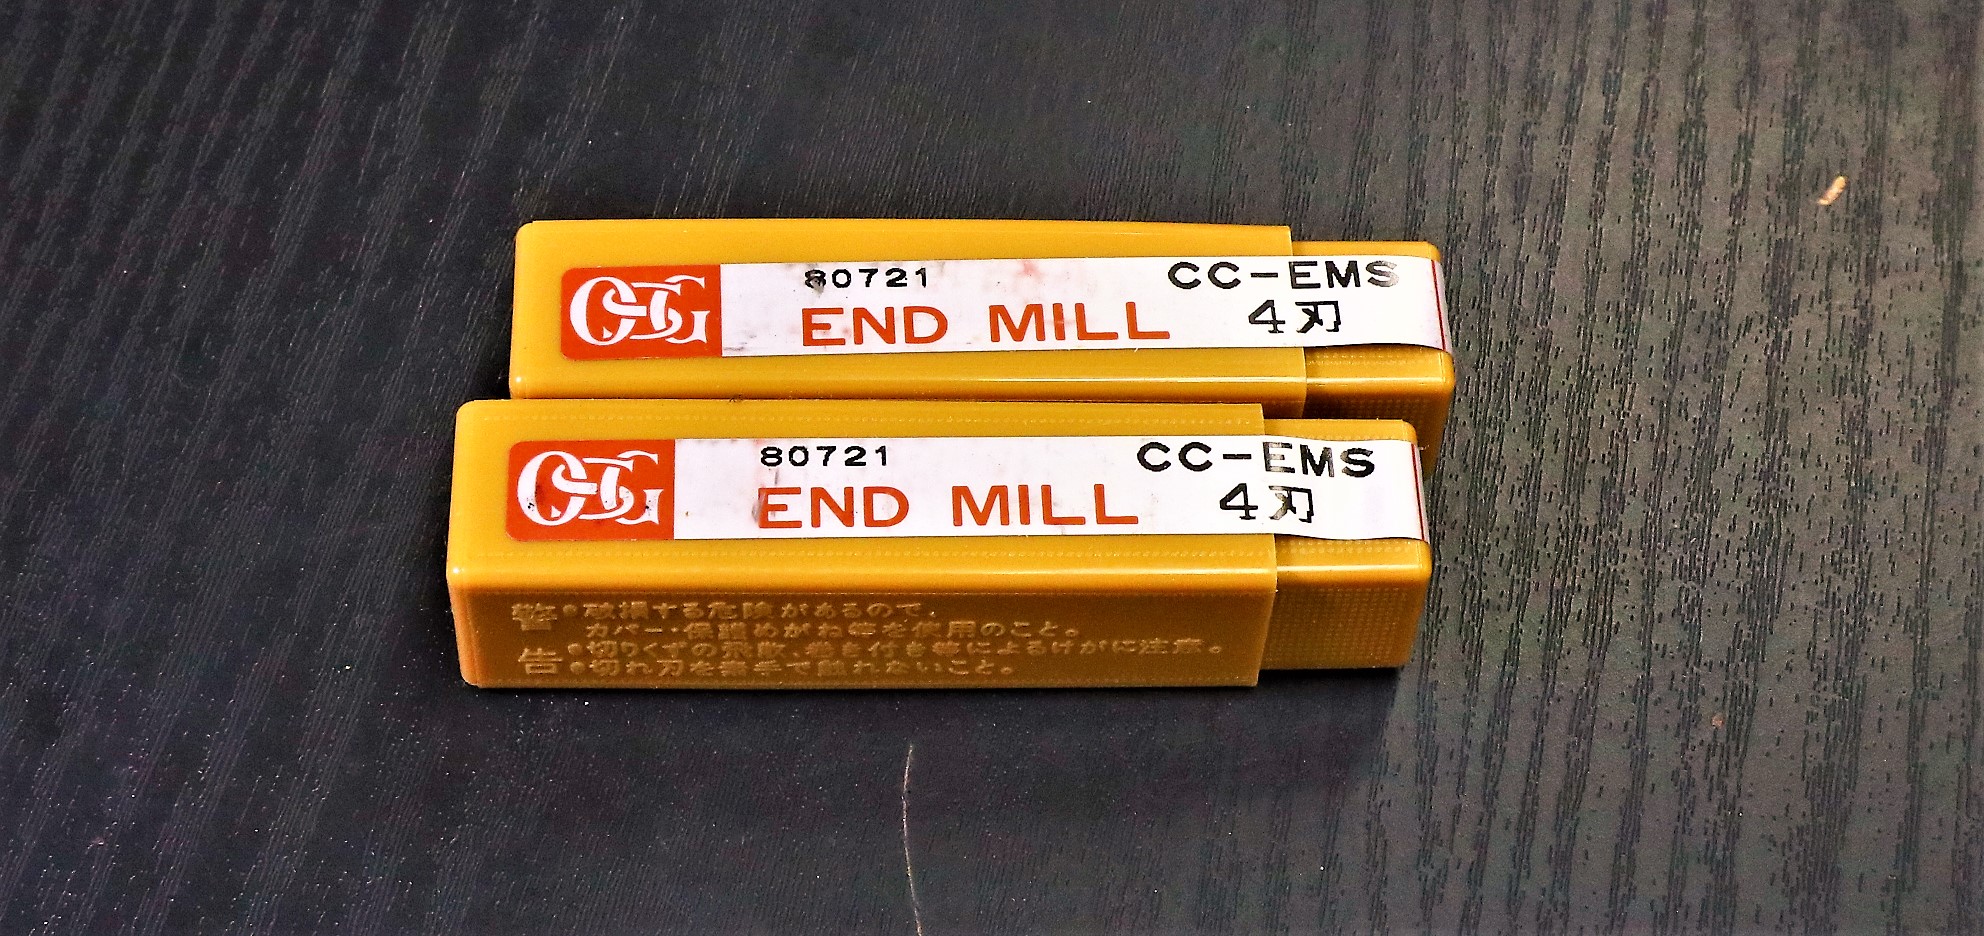 OSG
80721
CC-EMS
END MILL
4刃
OSG
80721
CC-EMS
END MILL
4刃
警告
•破損する危険があるので、
カバー・保護めがね等を使用のこと。
•切りくずの飛散、巻き付き等によるけがに注意。
•切れ刃を素手で触れないこと。